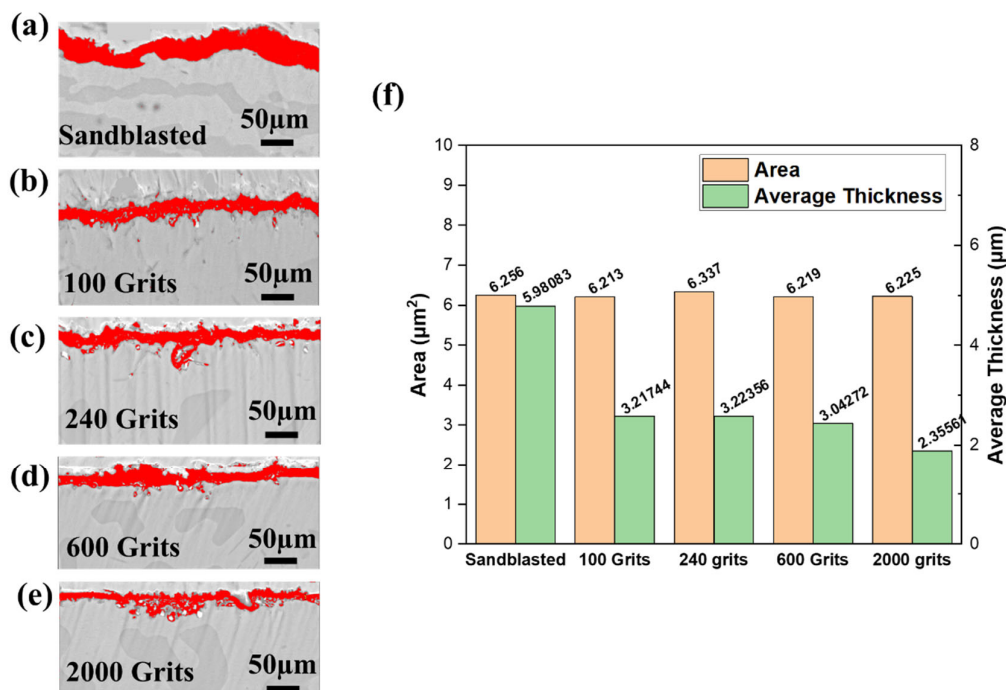 (a)
50μm
Sandblasted
(b)
50μm
100 Grits
(c)
50μm
240 Grits
(d)
50μm
600 Grits
(e)
50μm
2000 Grits
(f)
Area
Average Thickness
Area (μm²)
10
9
8
7
6
5
4
3
2
1
0
6.256
5.98083
6.213
3.21744
6.337
3.22356
6.219
3.04272
6.225
2.35561
8
6
4
2
0
Average Thickness (μm)
Sandblasted
100 Grits
240 grits
600 Grits
2000 grits